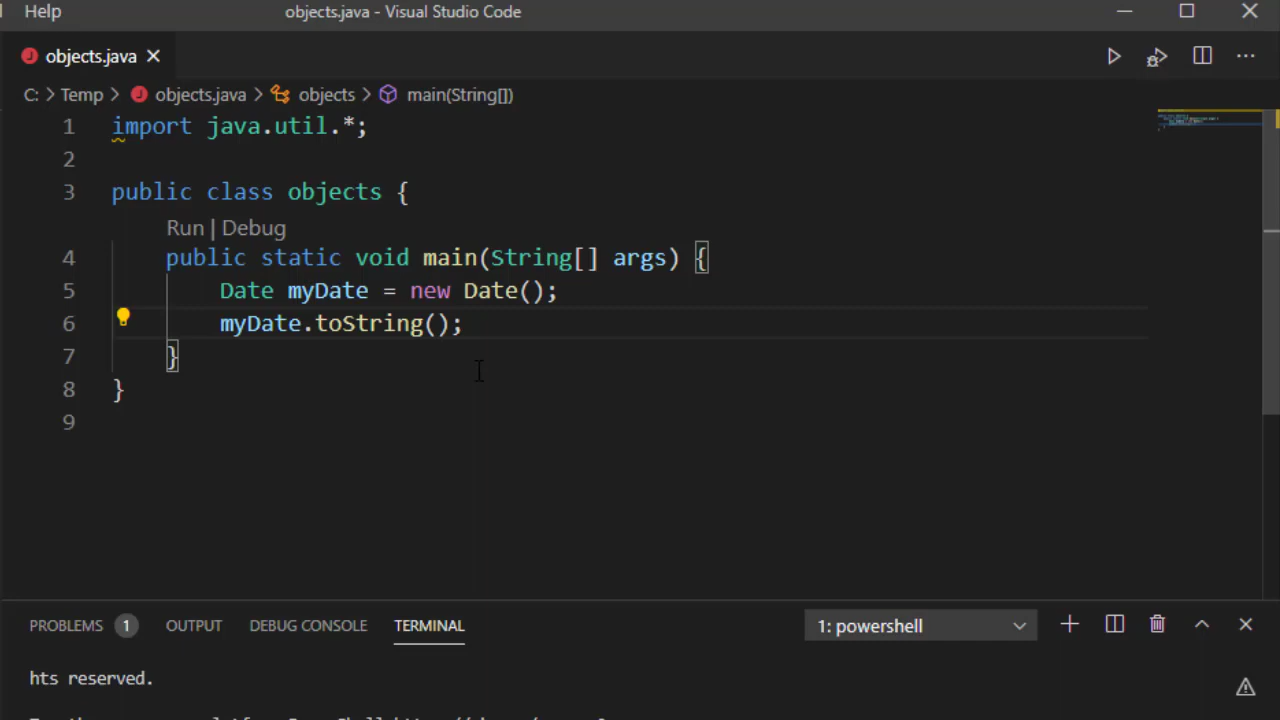 Help objects.java - Visual Studio Code
objects.java
C: > Temp > objects.java > objects > main(String[])
1 import java.util.*;
2
3 public class objects {
Run | Debug
4 public static void main(String[] args) {
5 Date myDate = new Date();
6 myDate.toString();
7 }
8 }
9
PROBLEMS 1 OUTPUT DEBUG CONSOLE TERMINAL 1: powershell
hts reserved.